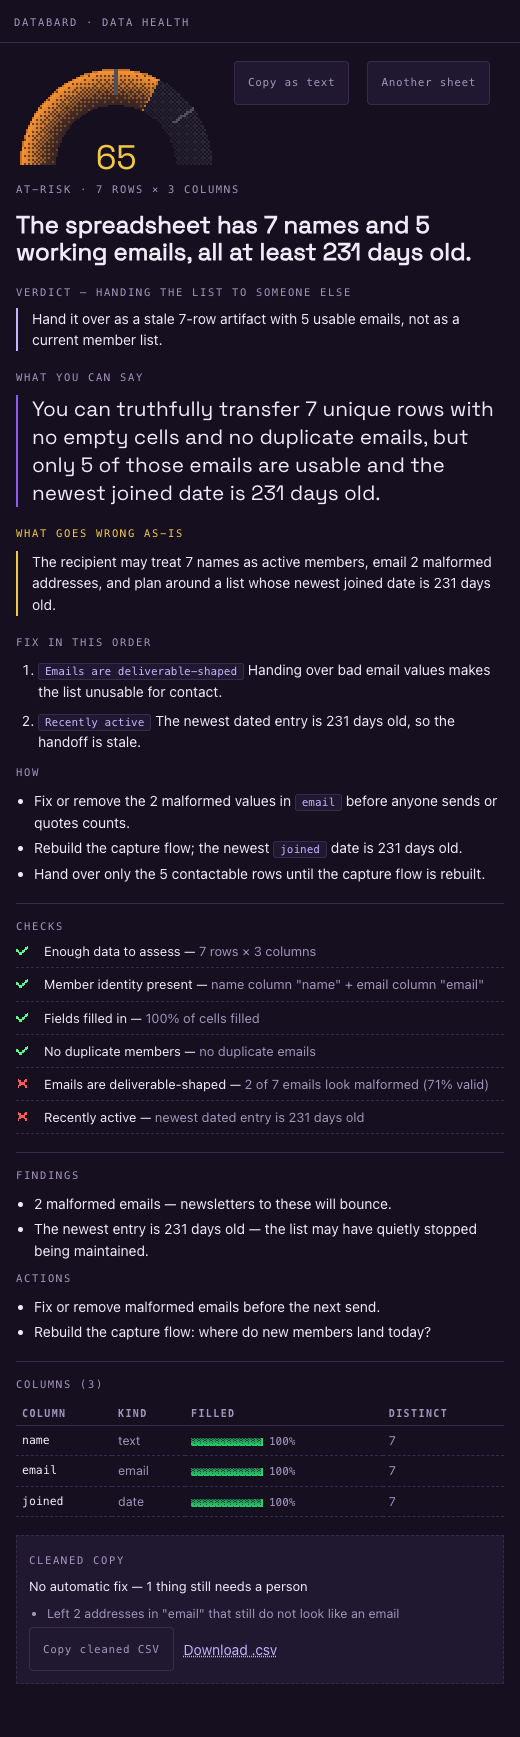 DATABARD · DATA HEALTH
Copy as text
Another sheet
65
AT-RISK · 7 ROWS × 3 COLUMNS
The spreadsheet has 7 names and 5
working emails, all at least 231 days old.
VERDICT — HANDING THE LIST TO SOMEONE ELSE
Hand it over as a stale 7-row artifact with 5 usable emails, not as a
current member list.
WHAT YOU CAN SAY
You can truthfully transfer 7 unique rows with
no empty cells and no duplicate emails, but
only 5 of those emails are usable and the
newest joined date is 231 days old.
WHAT GOES WRONG AS-IS
The recipient may treat 7 names as active members, email 2 malformed
addresses, and plan around a list whose newest joined date is 231 days
old.
FIX IN THIS ORDER
1. Emails are deliverable-shaped Handing over bad email values makes
the list unusable for contact.
2. Recently active The newest dated entry is 231 days old, so the
handoff is stale.
HOW
• Fix or remove the 2 malformed values in email before anyone sends or
quotes counts.
• Rebuild the capture flow; the newest joined date is 231 days old.
• Hand over only the 5 contactable rows until the capture flow is rebuilt.
CHECKS
Enough data to assess — 7 rows × 3 columns
Member identity present — name column "name" + email column "email"
Fields filled in — 100% of cells filled
No duplicate members — no duplicate emails
Emails are deliverable-shaped — 2 of 7 emails look malformed (71% valid)
Recently active — newest dated entry is 231 days old
FINDINGS
• 2 malformed emails — newsletters to these will bounce.
• The newest entry is 231 days old — the list may have quietly stopped
being maintained.
ACTIONS
• Fix or remove malformed emails before the next send.
• Rebuild the capture flow: where do new members land today?
COLUMNS (3)
COLUMN KIND FILLED DISTINCT
name text 100% 7
email email 100% 7
joined date 100% 7
CLEANED COPY
No automatic fix — 1 thing still needs a person
• Left 2 addresses in "email" that still do not look like an email
Copy cleaned CSV Download .csv